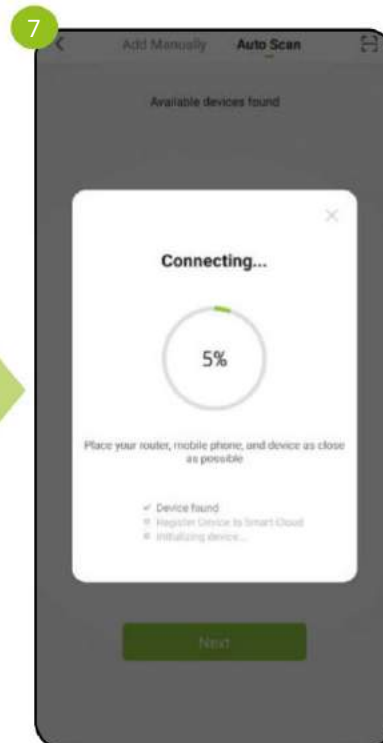 7
Add Manually Auto Scan
Available devices found
Connecting...
5%
Place your router, mobile phone, and device as close
as possible
Device found
Register Device to Smart Cloud
Initializing device...
Next